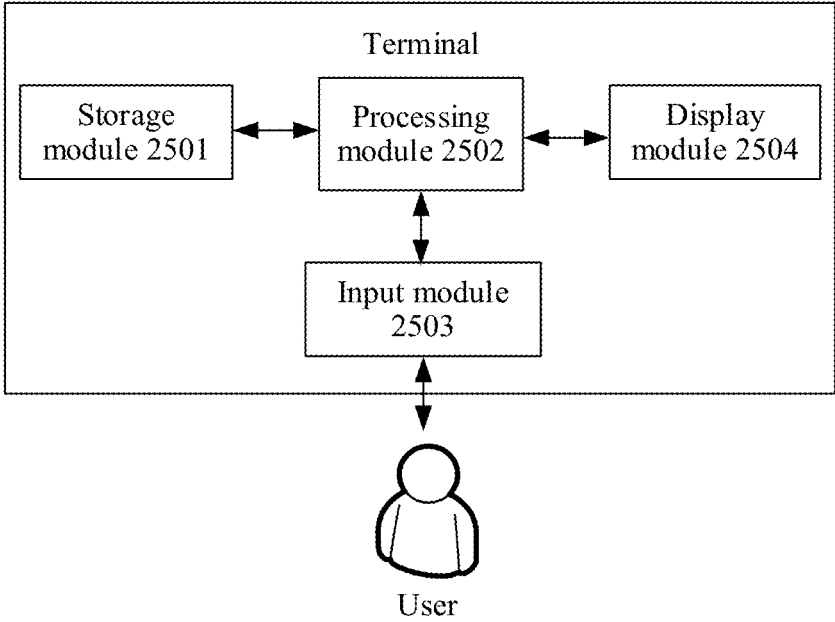 Terminal
Storage
module 2501
Processing
module 2502
Display
module 2504
Input module
2503
User